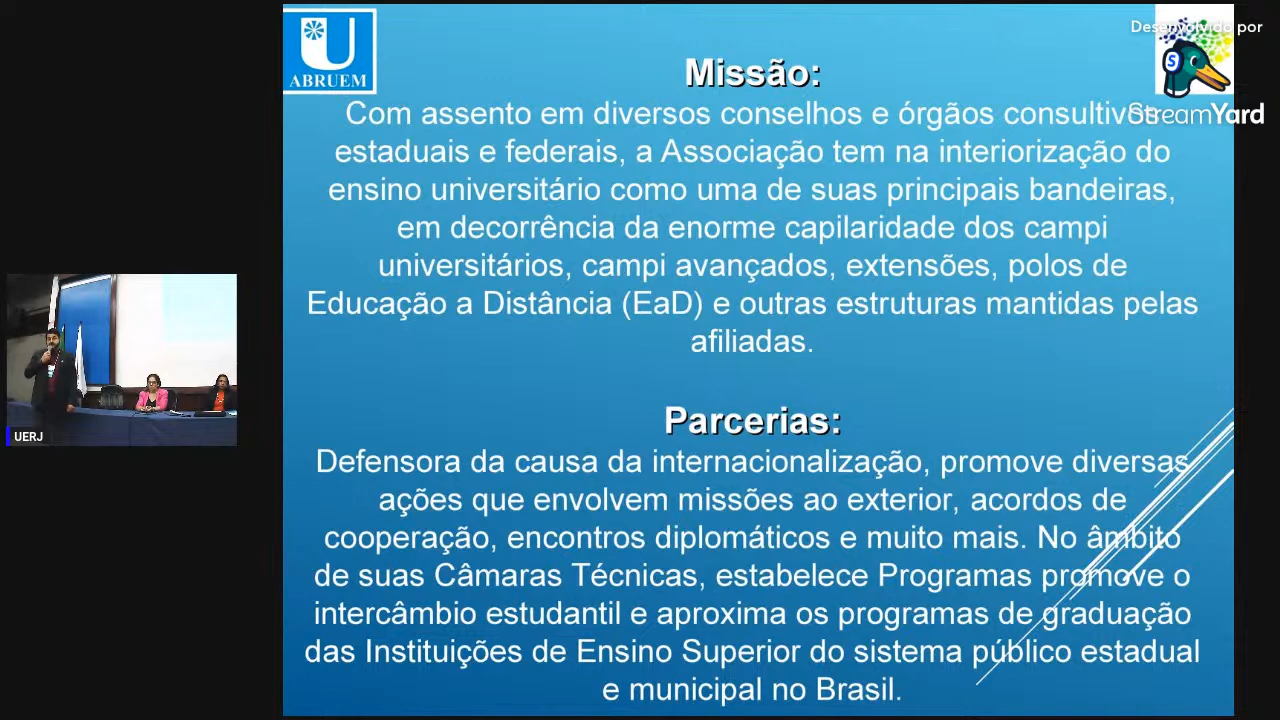 ABRUEM
Desenvolvido por
StreamYard
Missão:
Com assento em diversos conselhos e órgãos consultivos
estaduais e federais, a Associação tem na interiorização do
ensino universitário como uma de suas principais bandeiras,
em decorrência da enorme capilaridade dos campi
universitários, campi avançados, extensões, polos de
Educação a Distância (EaD) e outras estruturas mantidas pelas
afiliadas.
Parcerias:
Defensora da causa da internacionalização, promove diversas
ações que envolvem missões ao exterior, acordos de
cooperação, encontros diplomáticos e muito mais. No âmbito
de suas Câmaras Técnicas, estabelece Programas promove o
intercâmbio estudantil e aproxima os programas de graduação
das Instituições de Ensino Superior do sistema público estadual
e municipal no Brasil.
UERJ